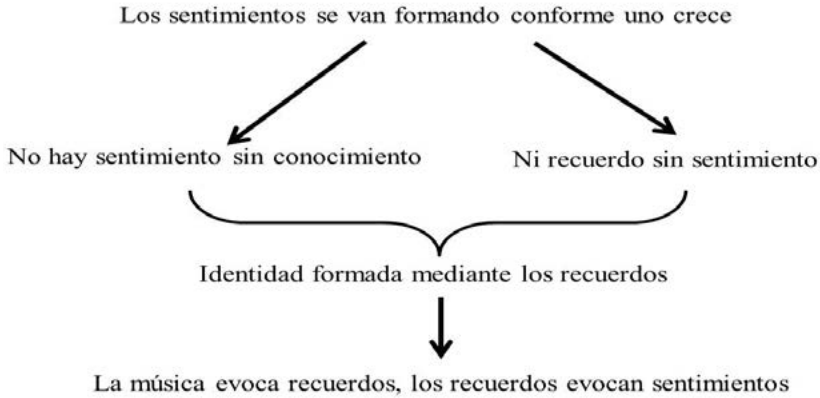 Los sentimientos se van formando conforme uno crece
No hay sentimiento sin conocimiento
Ni recuerdo sin sentimiento
Identidad formada mediante los recuerdos
La música evoca recuerdos, los recuerdos evocan sentimientos